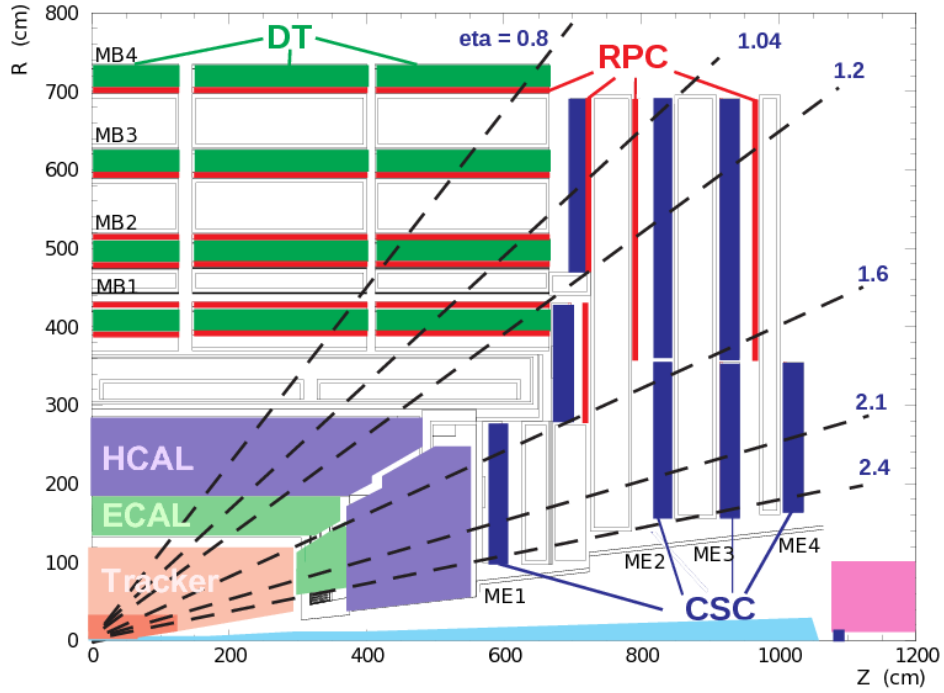 R (cm)
800
700
600
500
400
300
200
100
0
MB4
MB3
MB2
MB1
DT
eta = 0.8
1.04
1.2
RPC
1.6
2.1
2.4
HCAL
ECAL
Tracker
ME1
ME2
ME3
ME4
CSC
0
200
400
600
800
1000
1200
Z (cm)